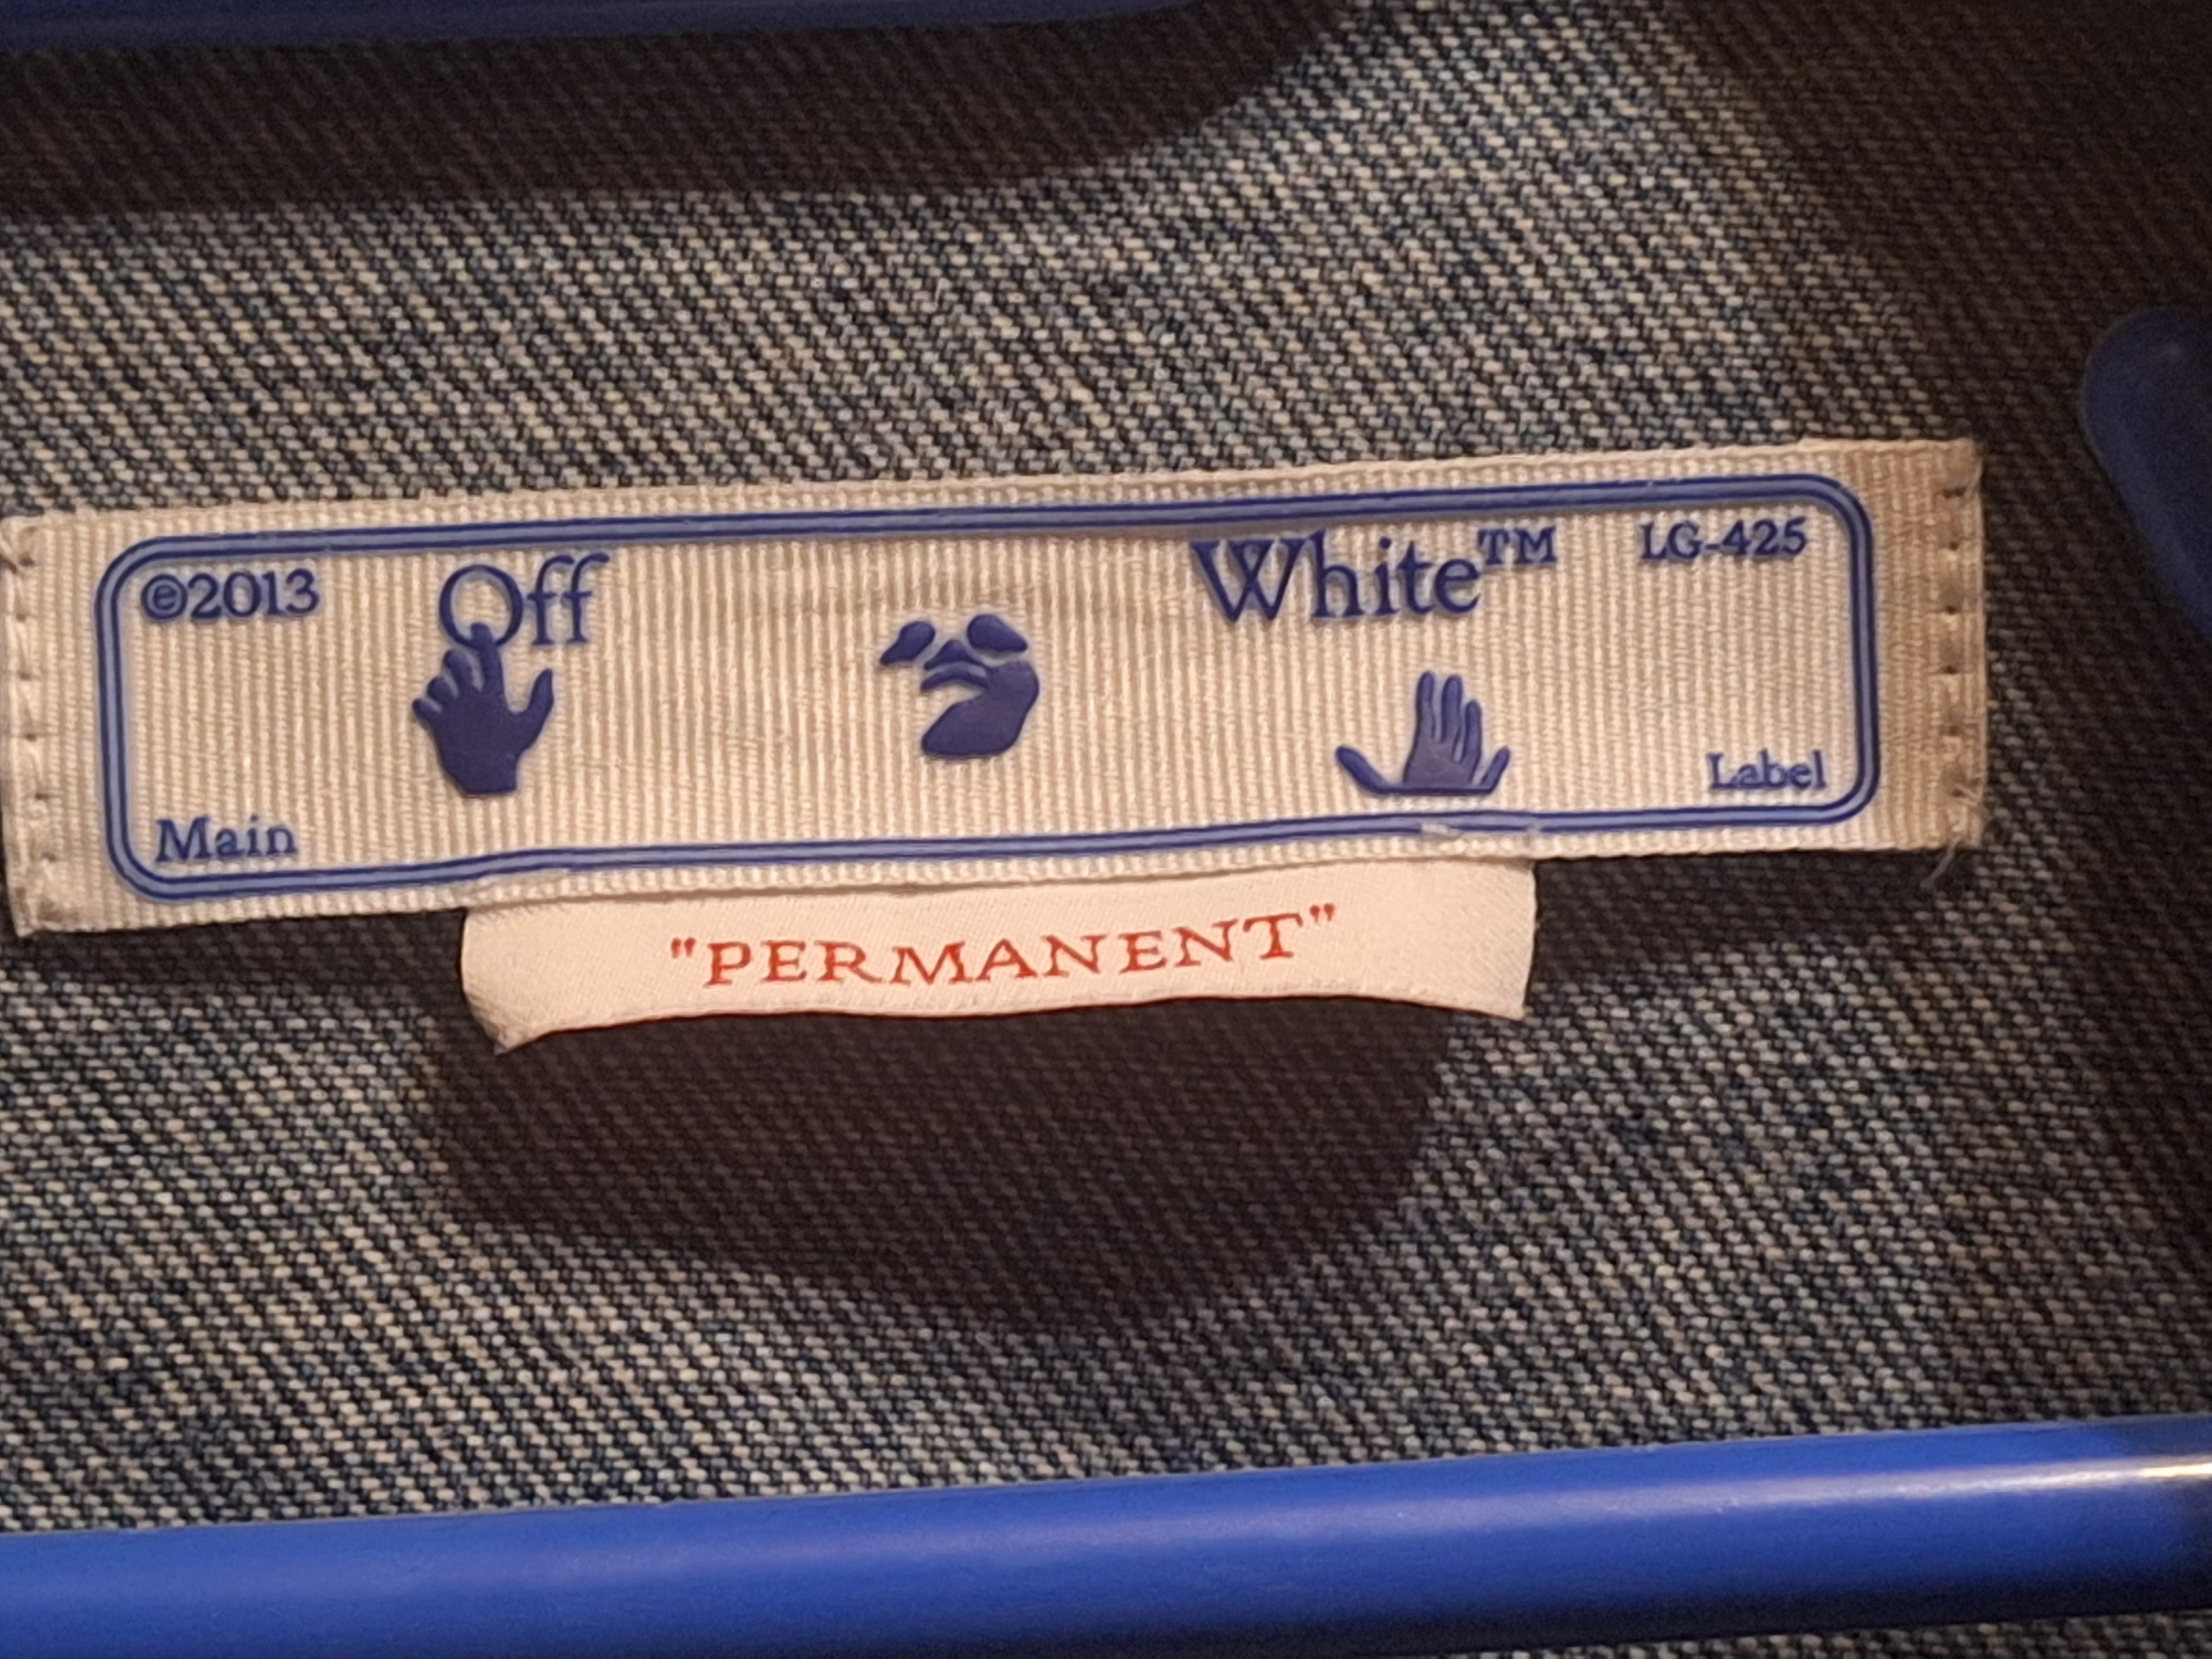 ©2013 Off White™ LG-425
Main Label
"PERMANENT"